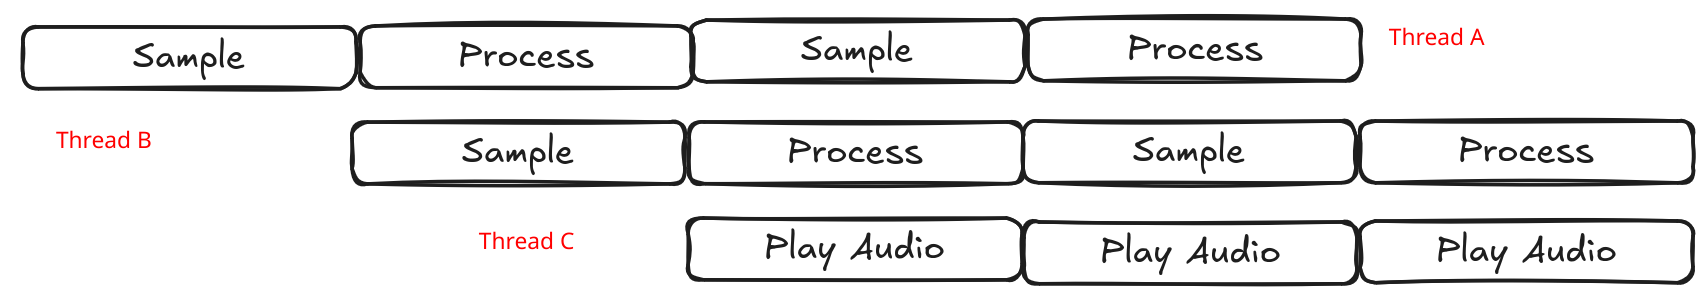 Sample Process Sample Process Thread A
Thread B Sample Process Sample Process
Thread C Play Audio Play Audio Play Audio